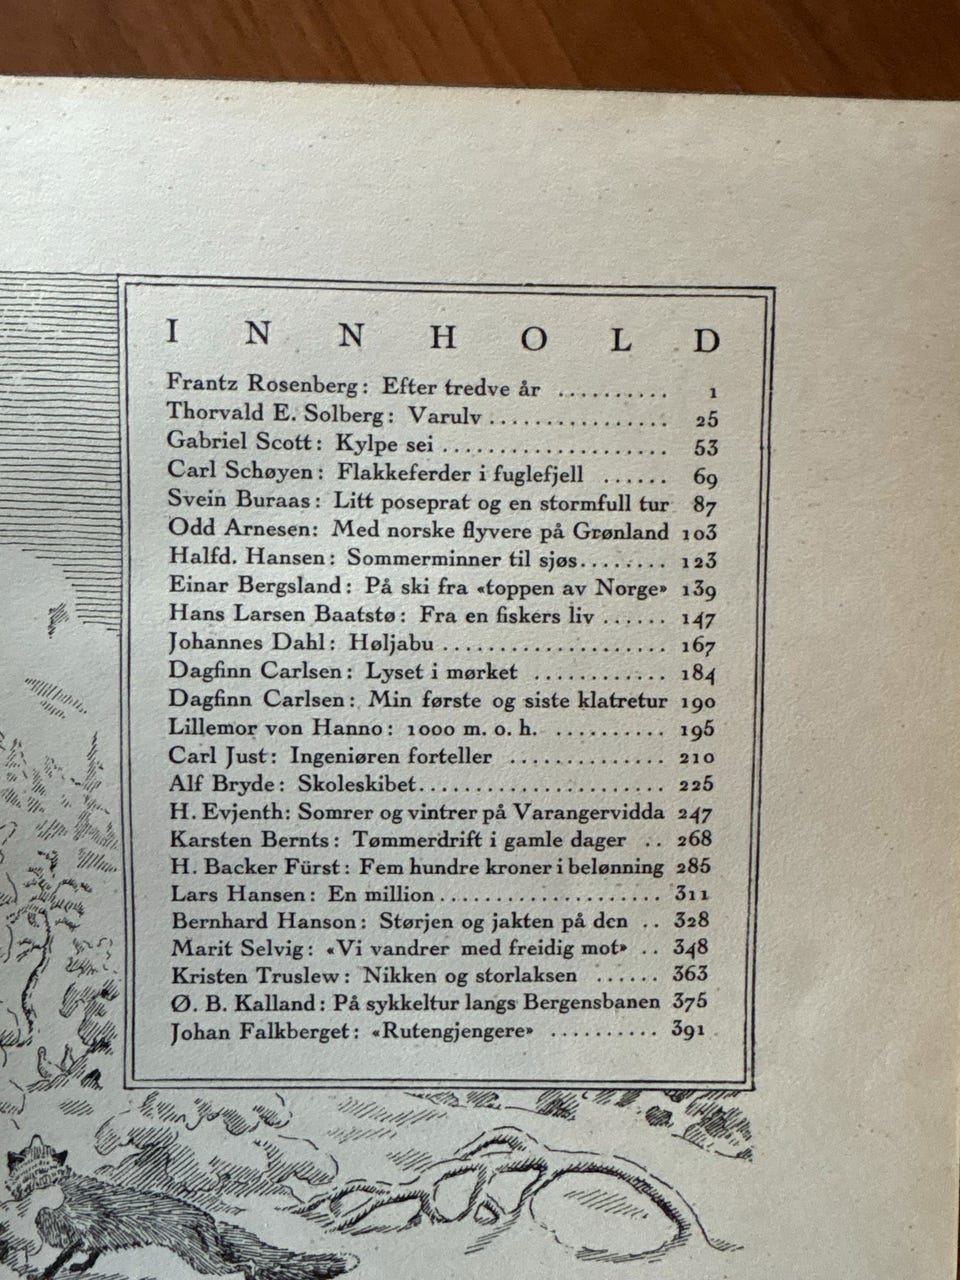 INNHOLD
Frantz Rosenberg: Efter tredve år .......... 1
Thorvald E. Solberg: Varulv ................ 25
Gabriel Scott: Kylpe sei .................... 53
Carl Schøyen: Flakkeferder i fuglefjell ...... 69
Svein Buraas: Litt poseprat og en stormfull tur 87
Odd Arnesen: Med norske flyvere på Grønland 103
Halfd. Hansen: Sommerminner til sjøs........ 123
Einar Bergsland: På ski fra «toppen av Norge» 139
Hans Larsen Baatstø: Fra en fiskers liv ...... 147
Johannes Dahl: Høljabu .................... 167
Dagfinn Carlsen: Lyset i mørket ............ 184
Dagfinn Carlsen: Min første og siste klatretur 190
Lillemor von Hanno: 1000 m. o. h. .......... 195
Carl Just: Ingeniøren forteller .............. 210
Alf Bryde: Skoleskibet...................... 225
H. Evjenth: Somrer og vintrer på Varangervidda 247
Karsten Bernts: Tømmerdrift i gamle dager .. 268
H. Backer Fürst: Fem hundre kroner i belønning 285
Lars Hansen: En million .................... 311
Bernhard Hanson: Størjen og jakten på den .. 328
Marit Selvig: «Vi vandrer med freidig mot» .. 348
Kristen Truslew: Nikken og storlaksen ...... 363
Ø. B. Kalland: På sykkeltur langs Bergensbanen 375
Johan Falkberget: «Rutengjengere» .......... 391